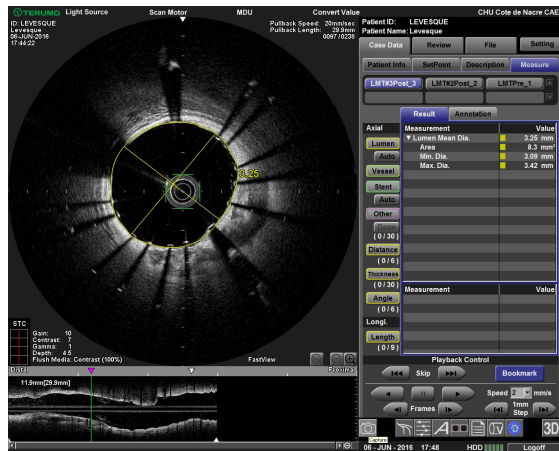 TERUMO Light Source Scan Motor MDU Convert Value
ID: LEVESQUE
Levesque
06-JUN-2016
17:44:22
Pullback Speed: 20mm/sec
Pullback Length: 29.9mm
0097 /0238
3.25
STC
Gain: 10
Contrast: 7
Gamma: 1
Depth: 4.5
Flush Media: Contrast (100%)
FastView
Distal
Proximal
11.9mm[29.9mm]
Patient ID: LEVESQUE CHU Cote de Nacre CAE
Patient Name: Levesque
Case Data Review File Setting
Patient Info SetPoint Description Measure
LMT#3Post_3 LMT#2Post_2 LMTPre_1
Result Annotation
Axial
Measurement Value
Lumen Mean Dia. 3.25 mm
Area 8.3 mm²
Min. Dia. 3.09 mm
Max. Dia. 3.42 mm
Lumen
Auto
Vessel
Stent
Auto
Other
( 0 / 30 )
Distance
( 0 / 6 )
Thickness
( 0 / 30 )
Angle
( 0 / 6 )
Longi.
Length
( 0 / 9 )
Measurement Value
Playback Control
Skip Bookmark
Speed 2 mm/s
Frames 1mm Step
3D
Capture
06 - JUN - 2016 17:48 HDD Logoff